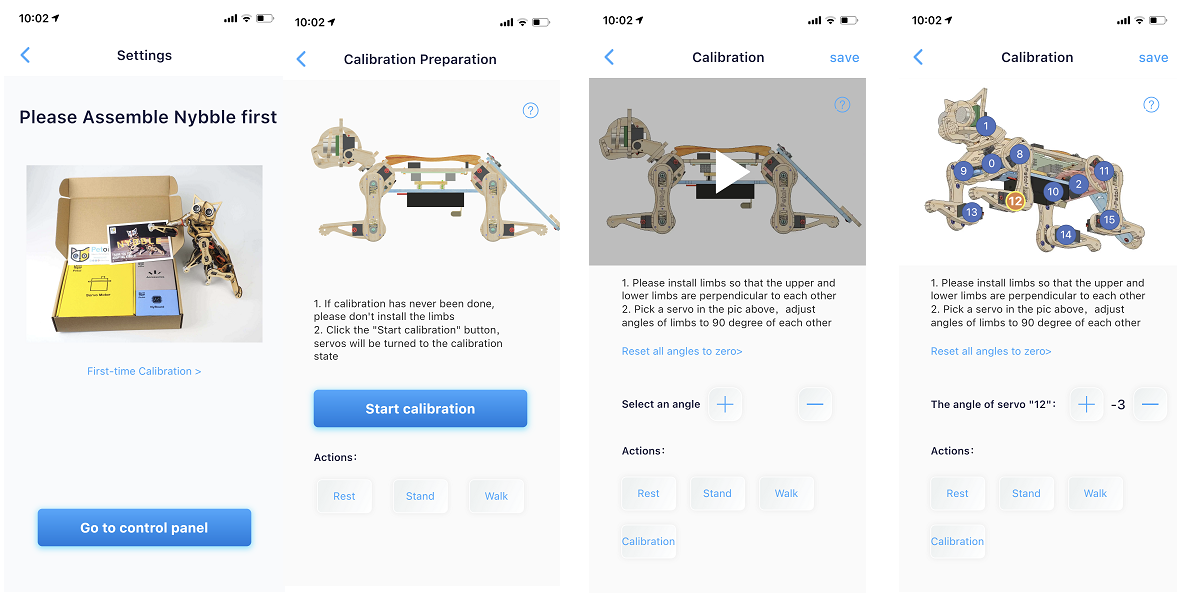 10:02
Settings
Please Assemble Nybble first
Petoi
NYBBLE
Servo Motor
First-time Calibration >
Go to control panel
10:02
Calibration Preparation
?
1. If calibration has never been done,
please don't install the limbs
2. Click the "Start calibration" button,
servos will be turned to the calibration
state
Start calibration
Actions:
Rest
Stand
Walk
10:02
Calibration
save
?
1. Please install limbs so that the upper and
lower limbs are perpendicular to each other
2. Pick a servo in the pic above, adjust
angles of limbs to 90 degree of each other
Reset all angles to zero>
Select an angle
+
—
Actions:
Rest
Stand
Walk
Calibration
10:02
Calibration
save
?
1
0
8
9
11
2
10
12
13
15
14
1. Please install limbs so that the upper and
lower limbs are perpendicular to each other
2. Pick a servo in the pic above, adjust
angles of limbs to 90 degree of each other
Reset all angles to zero>
The angle of servo "12":
+
-3
—
Actions:
Rest
Stand
Walk
Calibration